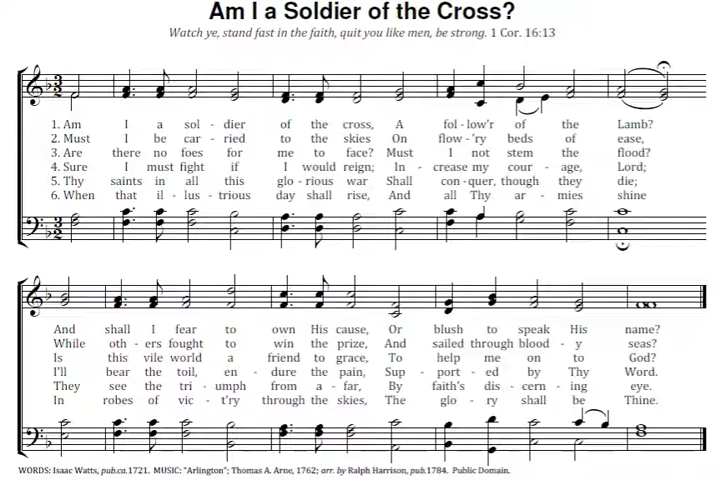 Am I a Soldier of the Cross?
Watch ye, stand fast in the faith, quit you like men, be strong. 1 Cor. 16:13
1. Am I a sol - dier of the cross, A fol - low'r of the Lamb?
2. Must I be car - ried to the skies On flow - 'ry beds of ease,
3. Are there no foes for me to face? Must I not stem the flood?
4. Sure I must fight if I would reign; In - crease my cour - age, Lord;
5. Thy saints in all this glo - rious war Shall con - quer, though they die;
6. When that il - lus - trious day shall rise, And all Thy ar - mies shine
And shall I fear to own His cause, Or blush to speak His name?
While oth - ers fought to win the prize, And sailed through blood - y seas?
Is this vile world a friend to grace, To help me on to God?
I'll bear the toil, en - dure the pain, Sup - port - ed by Thy Word.
They see the tri - umph from a - far, By faith's dis - cern - ing eye.
In robes of vic - t'ry through the skies, The glo - ry shall be Thine.
WORDS: Isaac Watts, pub.ca.1721. MUSIC: "Arlington"; Thomas A. Arne, 1762; arr. by Ralph Harrison, pub.1784. Public Domain.